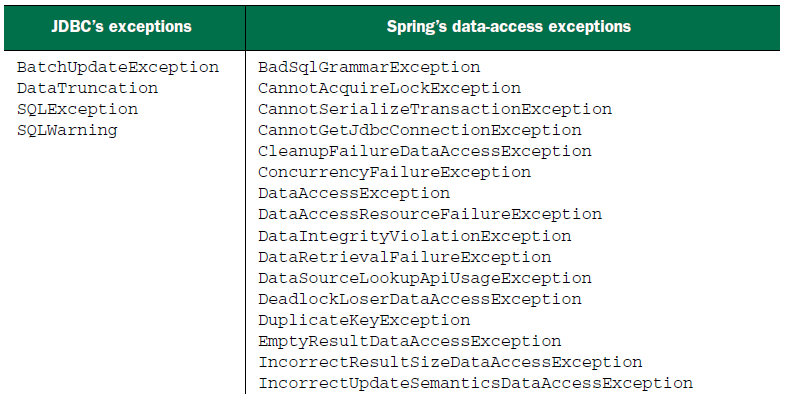 JDBC's exceptions Spring's data-access exceptions
BatchUpdateException BadSqlGrammarException
DataTruncation CannotAcquireLockException
SQLException CannotSerializeTransactionException
SQLWarning CannotGetJdbcConnectionException
CleanupFailureDataAccessException
ConcurrencyFailureException
DataAccessException
DataAccessResourceFailureException
DataIntegrityViolationException
DataRetrievalFailureException
DataSourceLookupApiUsageException
DeadlockLoserDataAccessException
DuplicateKeyException
EmptyResultDataAccessException
IncorrectResultSizeDataAccessException
IncorrectUpdateSemanticsDataAccessException